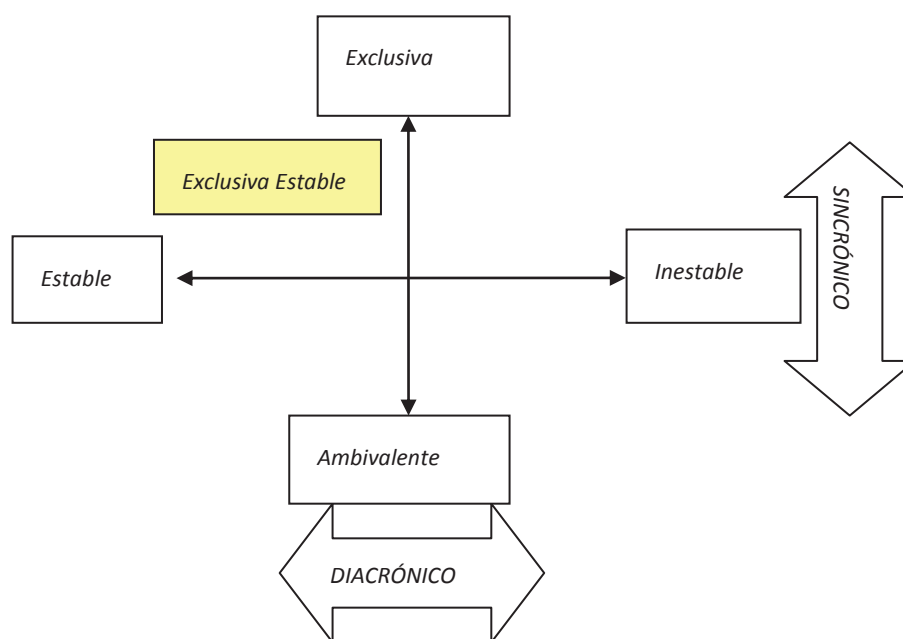 Exclusiva
Exclusiva Estable
SINCRÓNICO
Estable
Inestable
Ambivalente
DIACRÓNICO